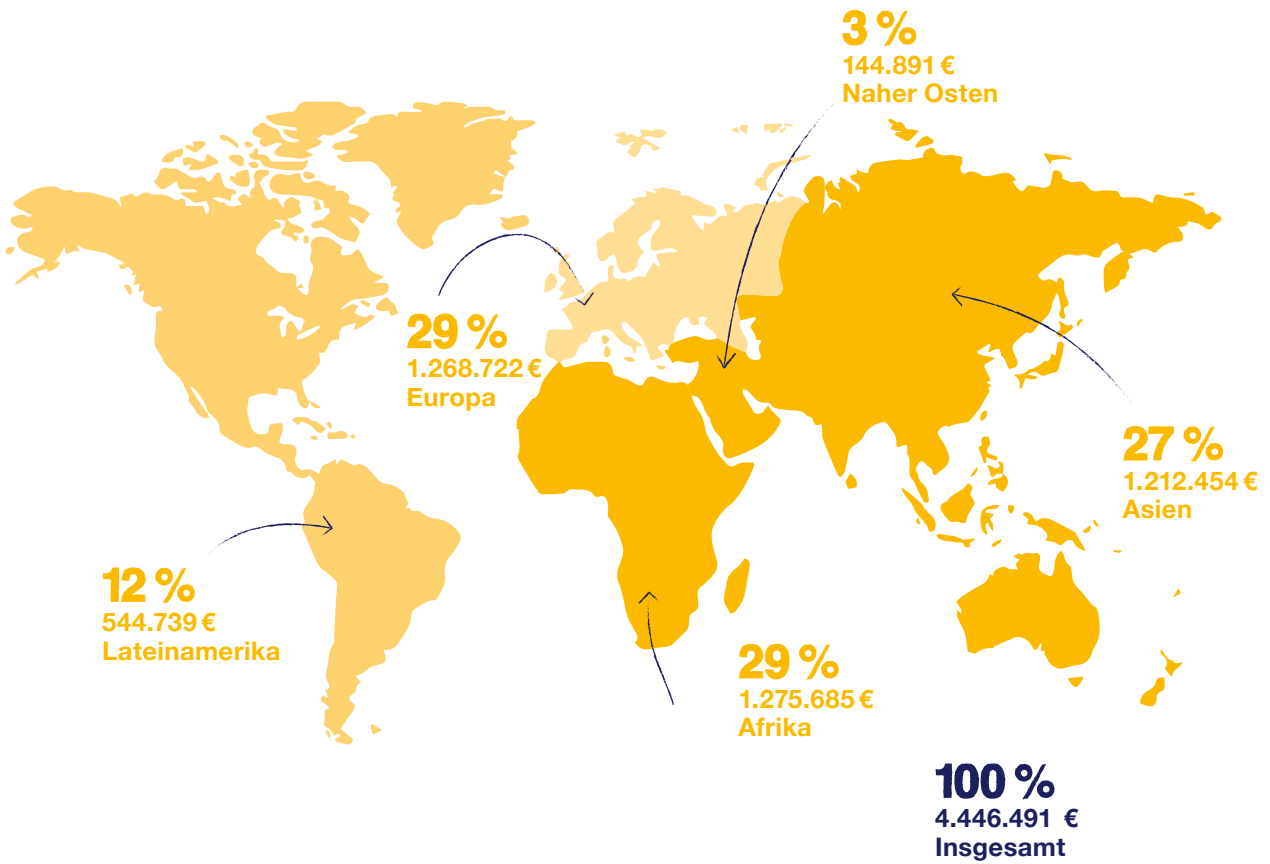 3 %
144.891 €
Naher Osten
29 %
1.268.722 €
Europa
27 %
1.212.454 €
Asien
12 %
544.739 €
Lateinamerika
29 %
1.275.685 €
Afrika
100 %
4.446.491 €
Insgesamt